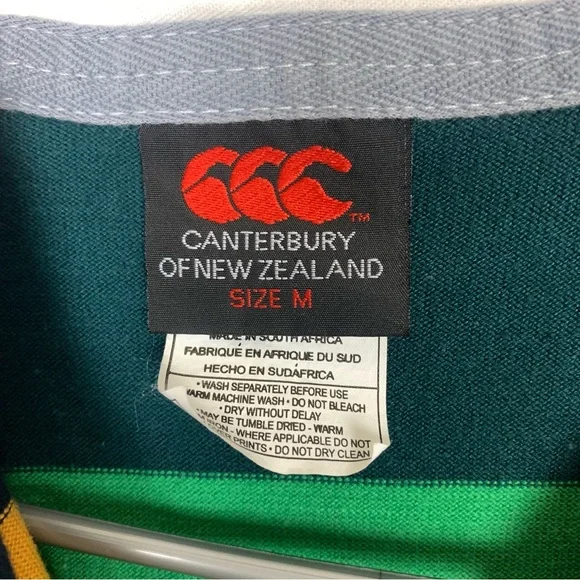 CCC™
CANTERBURY
OF NEW ZEALAND
SIZE M
MADE IN SOUTH AFRICA
FABRIQUÉ EN AFRIQUE DU SUD
HECHO EN SUDÁFRICA
• WASH SEPARATELY BEFORE USE
WARM MACHINE WASH • DO NOT BLEACH
• DRY WITHOUT DELAY
• MAY BE TUMBLE DRIED - WARM
- WHERE APPLICABLE DO NOT
PRINTS • DO NOT DRY CLEAN